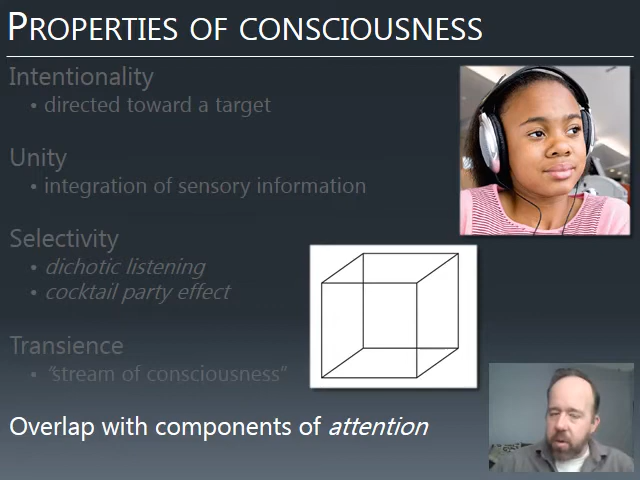 PROPERTIES OF CONSCIOUSNESS
Intentionality
• directed toward a target
Unity
• integration of sensory information
Selectivity
• dichotic listening
• cocktail party effect
Transience
• “stream of consciousness”
Overlap with components of attention